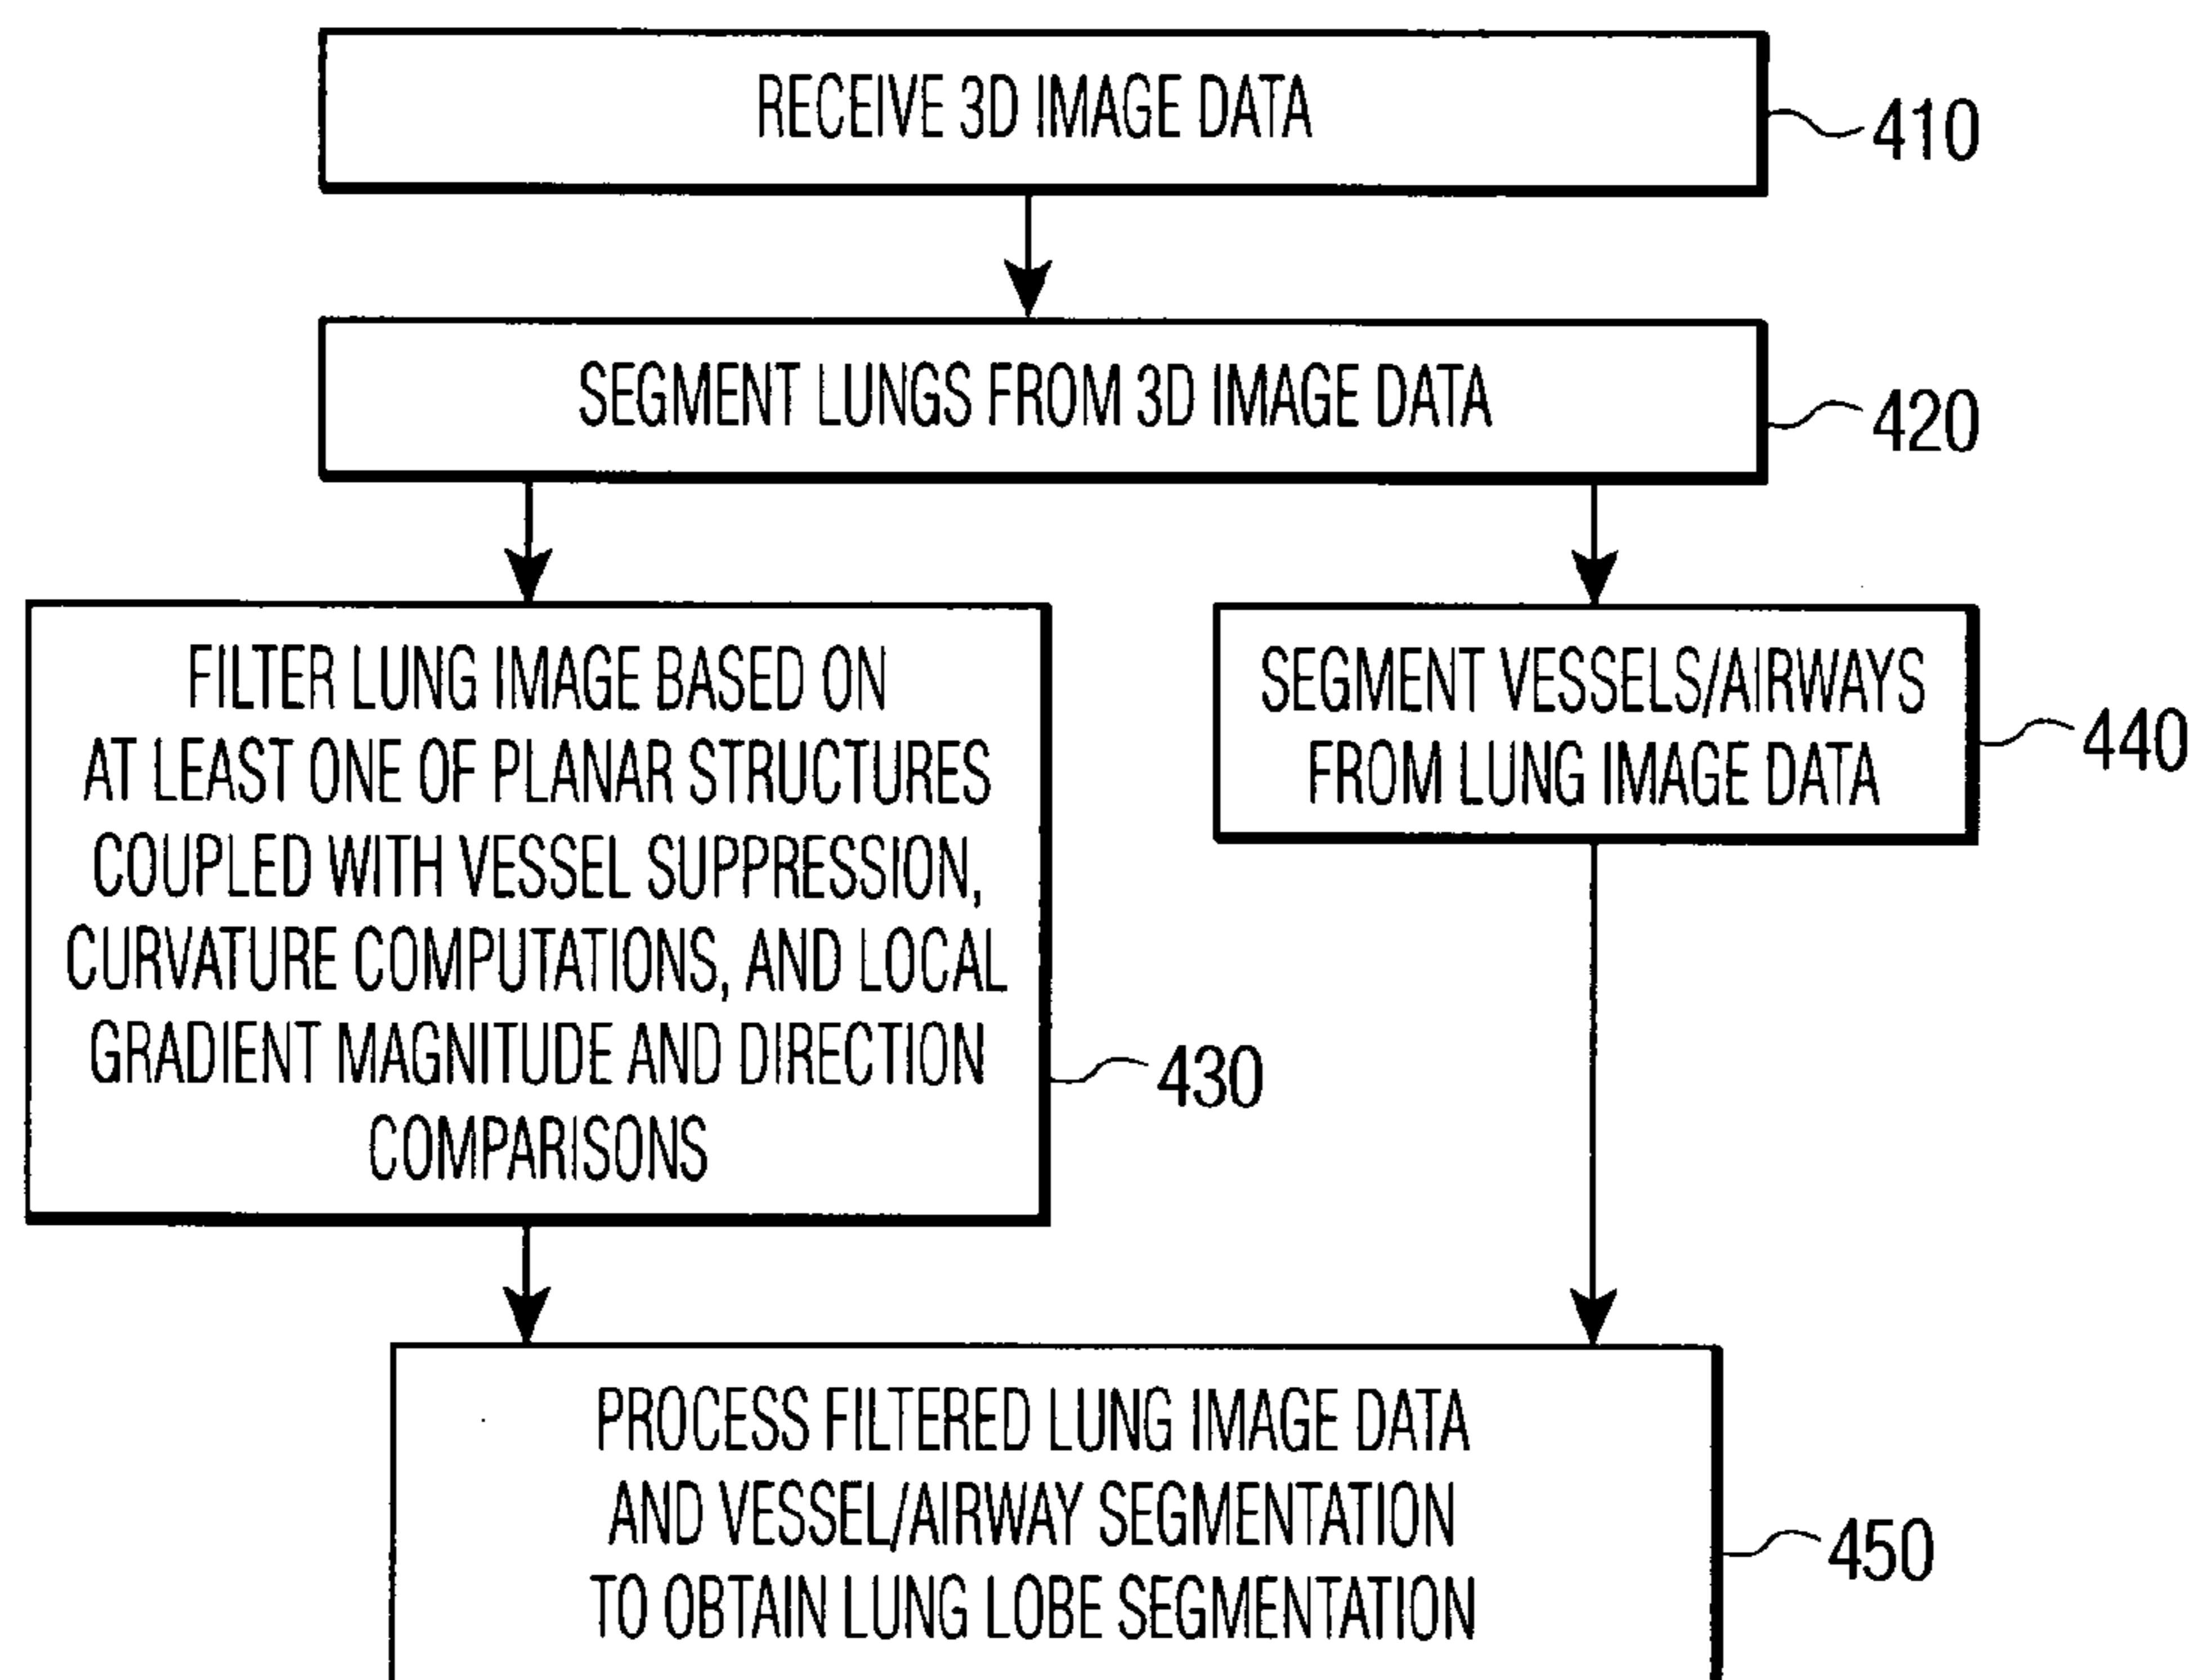 RECEIVE 3D IMAGE DATA
410
SEGMENT LUNGS FROM 3D IMAGE DATA
420
FILTER LUNG IMAGE BASED ON
AT LEAST ONE OF PLANAR STRUCTURES
COUPLED WITH VESSEL SUPPRESSION,
CURVATURE COMPUTATIONS, AND LOCAL
GRADIENT MAGNITUDE AND DIRECTION
COMPARISONS
430
SEGMENT VESSELS/AIRWAYS
FROM LUNG IMAGE DATA
440
PROCESS FILTERED LUNG IMAGE DATA
AND VESSEL/AIRWAY SEGMENTATION
TO OBTAIN LUNG LOBE SEGMENTATION
450